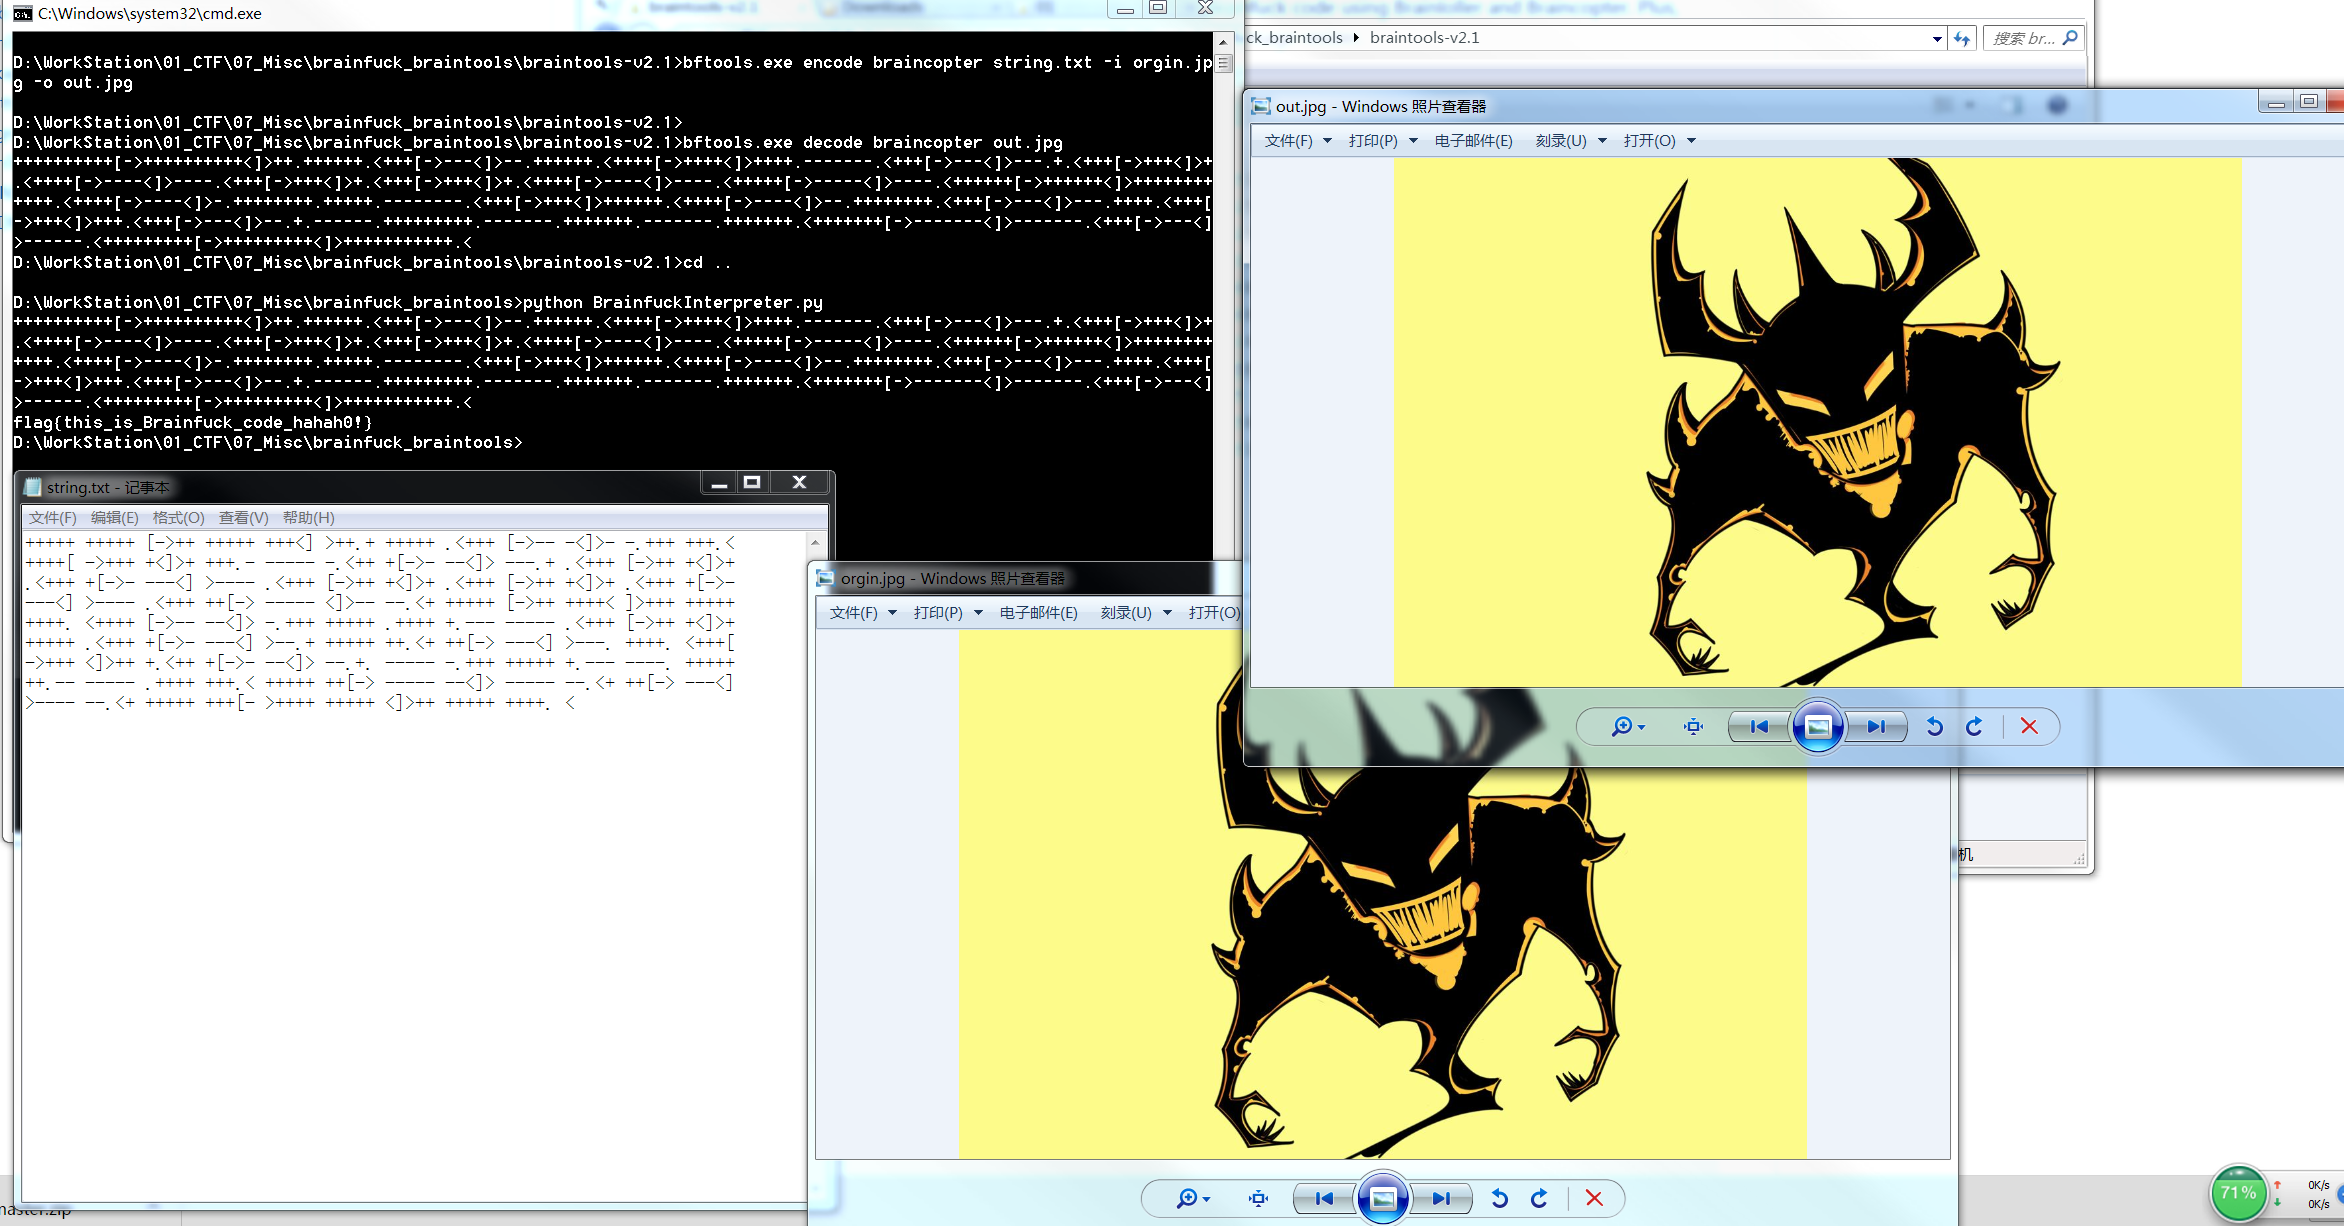 C:\Windows\system32\cmd.exe
D:\WorkStation\01_CTF\07_Misc\brainfuck_braintools\braintools-v2.1>bftools.exe encode braincopter string.txt -i orgin.jp
g -o out.jpg
D:\WorkStation\01_CTF\07_Misc\brainfuck_braintools\braintools-v2.1>
D:\WorkStation\01_CTF\07_Misc\brainfuck_braintools\braintools-v2.1>bftools.exe decode braincopter out.jpg
++++++++++[->++++++++++<]>++.++++++.<+++[->---<]>--.++++++.<++++[->++++<]>++++.-------.<+++[->---<]>---.+.<+++[->+++<]>+
.<++++[->----<]>----.<+++[->+++<]>+.<+++[->+++<]>+.<++++[->----<]>----.<+++++[->-----<]>----.<++++++[->++++++<]>++++++++
++++.<++++[->----<]>-.++++++++.+++++.--------.<+++[->+++<]>++++++.<++++[->----<]>--.++++++++.<+++[->---<]>---.++++.<+++[
->+++<]>+++.<+++[->---<]>--.+.------.+++++++++.-------.+++++++.-------.+++++++.<+++++++[->-------<]>-------.<+++[->---<]
>------.<+++++++++[->+++++++++<]>+++++++++++.<
D:\WorkStation\01_CTF\07_Misc\brainfuck_braintools\braintools-v2.1>cd ..
D:\WorkStation\01_CTF\07_Misc\brainfuck_braintools>python BrainfuckInterpreter.py
++++++++++[->++++++++++<]>++.++++++.<+++[->---<]>--.++++++.<++++[->++++<]>++++.-------.<+++[->---<]>---.+.<+++[->+++<]>+
.<++++[->----<]>----.<+++[->+++<]>+.<+++[->+++<]>+.<++++[->----<]>----.<+++++[->-----<]>----.<++++++[->++++++<]>++++++++
++++.<++++[->----<]>-.++++++++.+++++.--------.<+++[->+++<]>++++++.<++++[->----<]>--.++++++++.<+++[->---<]>---.++++.<+++[
->+++<]>+++.<+++[->---<]>--.+.------.+++++++++.-------.+++++++.-------.+++++++.<+++++++[->-------<]>-------.<+++[->---<]
>------.<+++++++++[->+++++++++<]>+++++++++++.<
flag{this_is_Brainfuck_code_hahah0!}
D:\WorkStation\01_CTF\07_Misc\brainfuck_braintools>
string.txt - 记事本
文件(F) 编辑(E) 格式(O) 查看(V) 帮助(H)
+++++ +++++ [->++ +++++ +++<] >++.+ +++++ .<+++ [->-- -<]>- -.+++ +++.<
++++[ ->+++ +<]>+ +++.- ----- -.<++ +[->- --<]> ---.+ .<+++ [->++ +<]>+
.<+++ +[->- ---<] >---- .<+++ [->++ +<]>+ .<+++ [->++ +<]>+ .<+++ +[->-
---<] >---- .<+++ ++[-> ----- <]>-- --.<+ +++++ [->++ ++++< ]>+++ +++++
++++. <++++ [->-- --<]> -.+++ +++++ .++++ +.--- ----- .<+++ [->++ +<]>+
+++++ .<+++ +[->- ---<] >--.+ +++++ ++.<+ ++[-> ---<] >---. ++++. <+++[
->+++ <]>++ +.<++ +[->- --<]> --.+. ----- -.+++ +++++ +.--- ----. +++++
++.-- ----- .++++ +++.< +++++ ++[-> ----- --<]> ----- --.<+ ++[-> ---<]
>---- --.<+ +++++ +++[- >++++ +++++ <]>++ +++++ ++++. <
ck_braintools ▸ braintools-v2.1
搜索 br...
out.jpg - Windows 照片查看器
文件(F) 打印(P) 电子邮件(E) 刻录(U) 打开(O)
orgin.jpg - Windows 照片查看器
文件(F) 打印(P) 电子邮件(E) 刻录(U) 打开(O)
机
71%
0K/s
0K/s